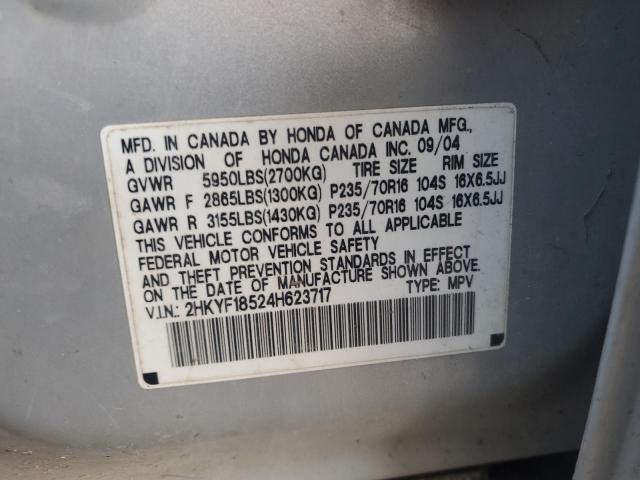 MFD. IN CANADA BY HONDA OF CANADA MFG.,
A DIVISION OF HONDA CANADA INC. 09/04
GVWR 5950LBS(2700KG) TIRE SIZE RIM SIZE
GAWR F 2865LBS(1300KG) P235/70R16 104S 16X6.5JJ
GAWR R 3155LBS(1430KG) P235/70R16 104S 16X6.5JJ
THIS VEHICLE CONFORMS TO ALL APPLICABLE
FEDERAL MOTOR VEHICLE SAFETY
AND THEFT PREVENTION STANDARDS IN EFFECT
ON THE DATE OF MANUFACTURE SHOWN ABOVE.
V.I.N.: 2HKYF18524H623717 TYPE: MPV